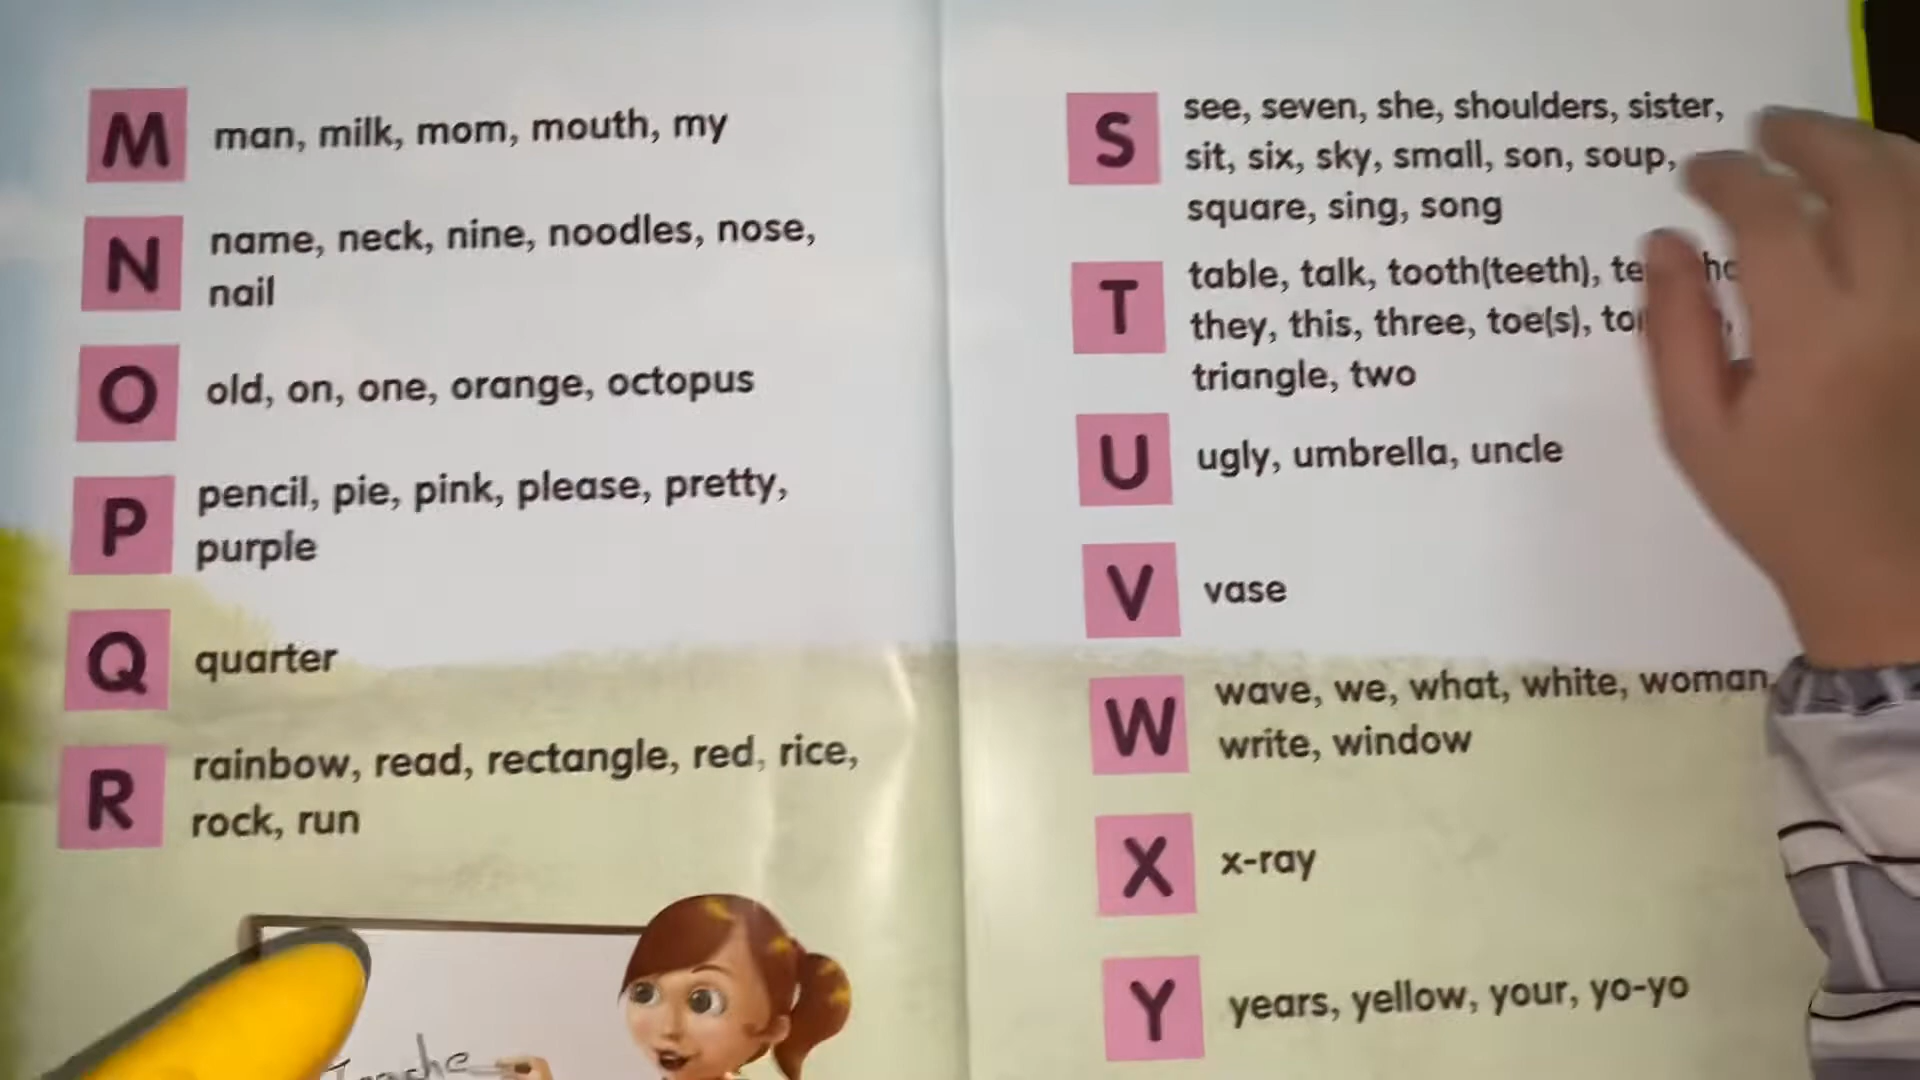 M
man, milk, mom, mouth, my
N
name, neck, nine, noodles, nose,
nail
O
old, on, one, orange, octopus
P
pencil, pie, pink, please, pretty,
purple
Q
quarter
R
rainbow, read, rectangle, red, rice,
rock, run
S
see, seven, she, shoulders, sister,
sit, six, sky, small, son, soup,
square, sing, song
T
table, talk, tooth(teeth),
they, this, three, toe(s),
triangle, two
U
ugly, umbrella, uncle
V
vase
W
wave, we, what, white, woman,
write, window
X
x-ray
Y
years, yellow, your, yo-yo